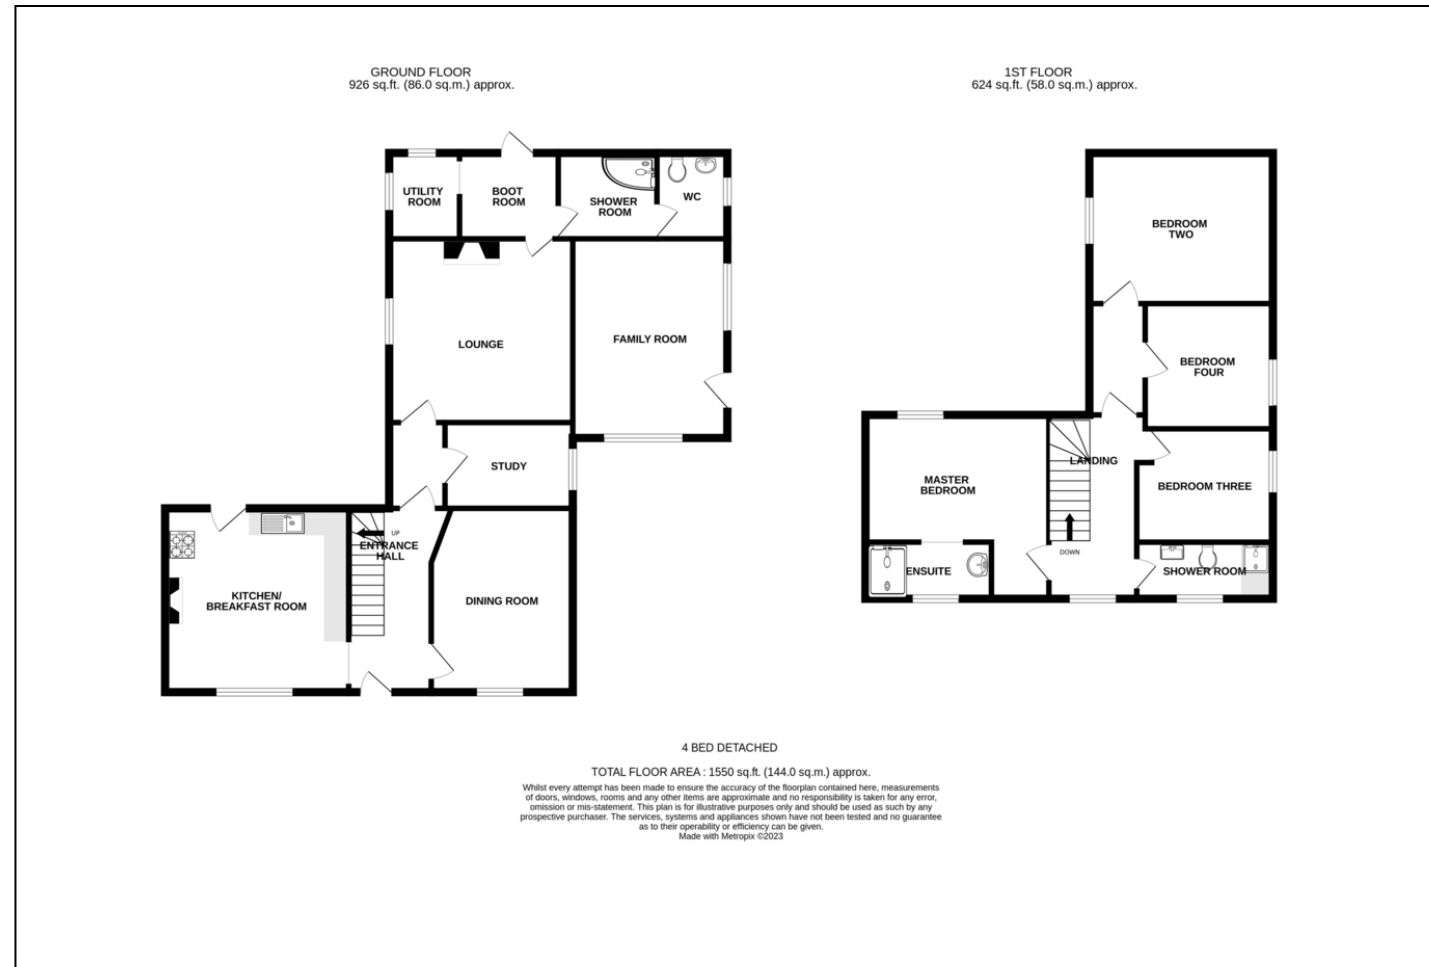 GROUND FLOOR
926 sq.ft. (86.0 sq.m.) approx.
UTILITY
ROOM
BOOT
ROOM
SHOWER
ROOM
WC
LOUNGE
FAMILY ROOM
STUDY
UP
ENTRANCE
HALL
KITCHEN/
BREAKFAST ROOM
DINING ROOM
1ST FLOOR
624 sq.ft. (58.0 sq.m.) approx.
BEDROOM
TWO
BEDROOM
FOUR
LANDING
MASTER
BEDROOM
BEDROOM THREE
DOWN
ENSUITE
SHOWER ROOM
4 BED DETACHED
TOTAL FLOOR AREA : 1550 sq.ft. (144.0 sq.m.) approx.
Whilst every attempt has been made to ensure the accuracy of the floorplan contained here, measurements
of doors, windows, rooms and any other items are approximate and no responsibility is taken for any error,
omission or mis-statement. This plan is for illustrative purposes only and should be used as such by any
prospective purchaser. The services, systems and appliances shown have not been tested and no guarantee
as to their operability or efficiency can be given.
Made with Metropix ©2023